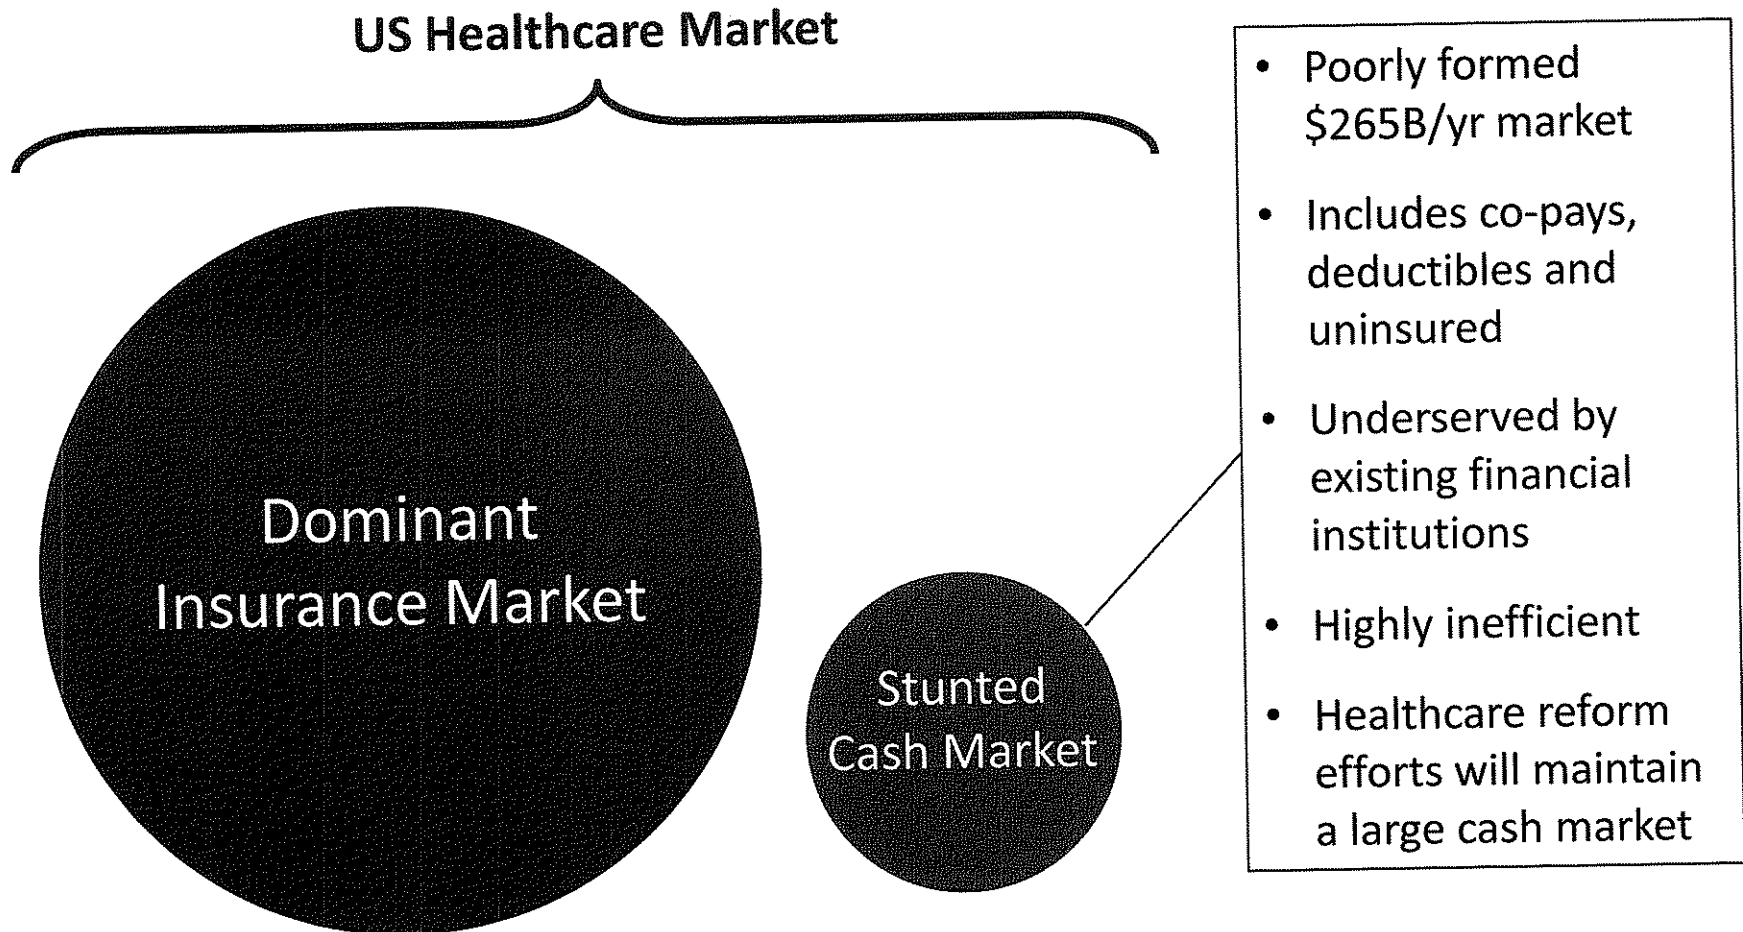 US Healthcare Market
Dominant
Insurance Market
Stunted
Cash Market
• Poorly formed
$265B/yr market
• Includes co-pays,
deductibles and
uninsured
• Underserved by
existing financial
institutions
• Highly inefficient
• Healthcare reform
efforts will maintain
a large cash market